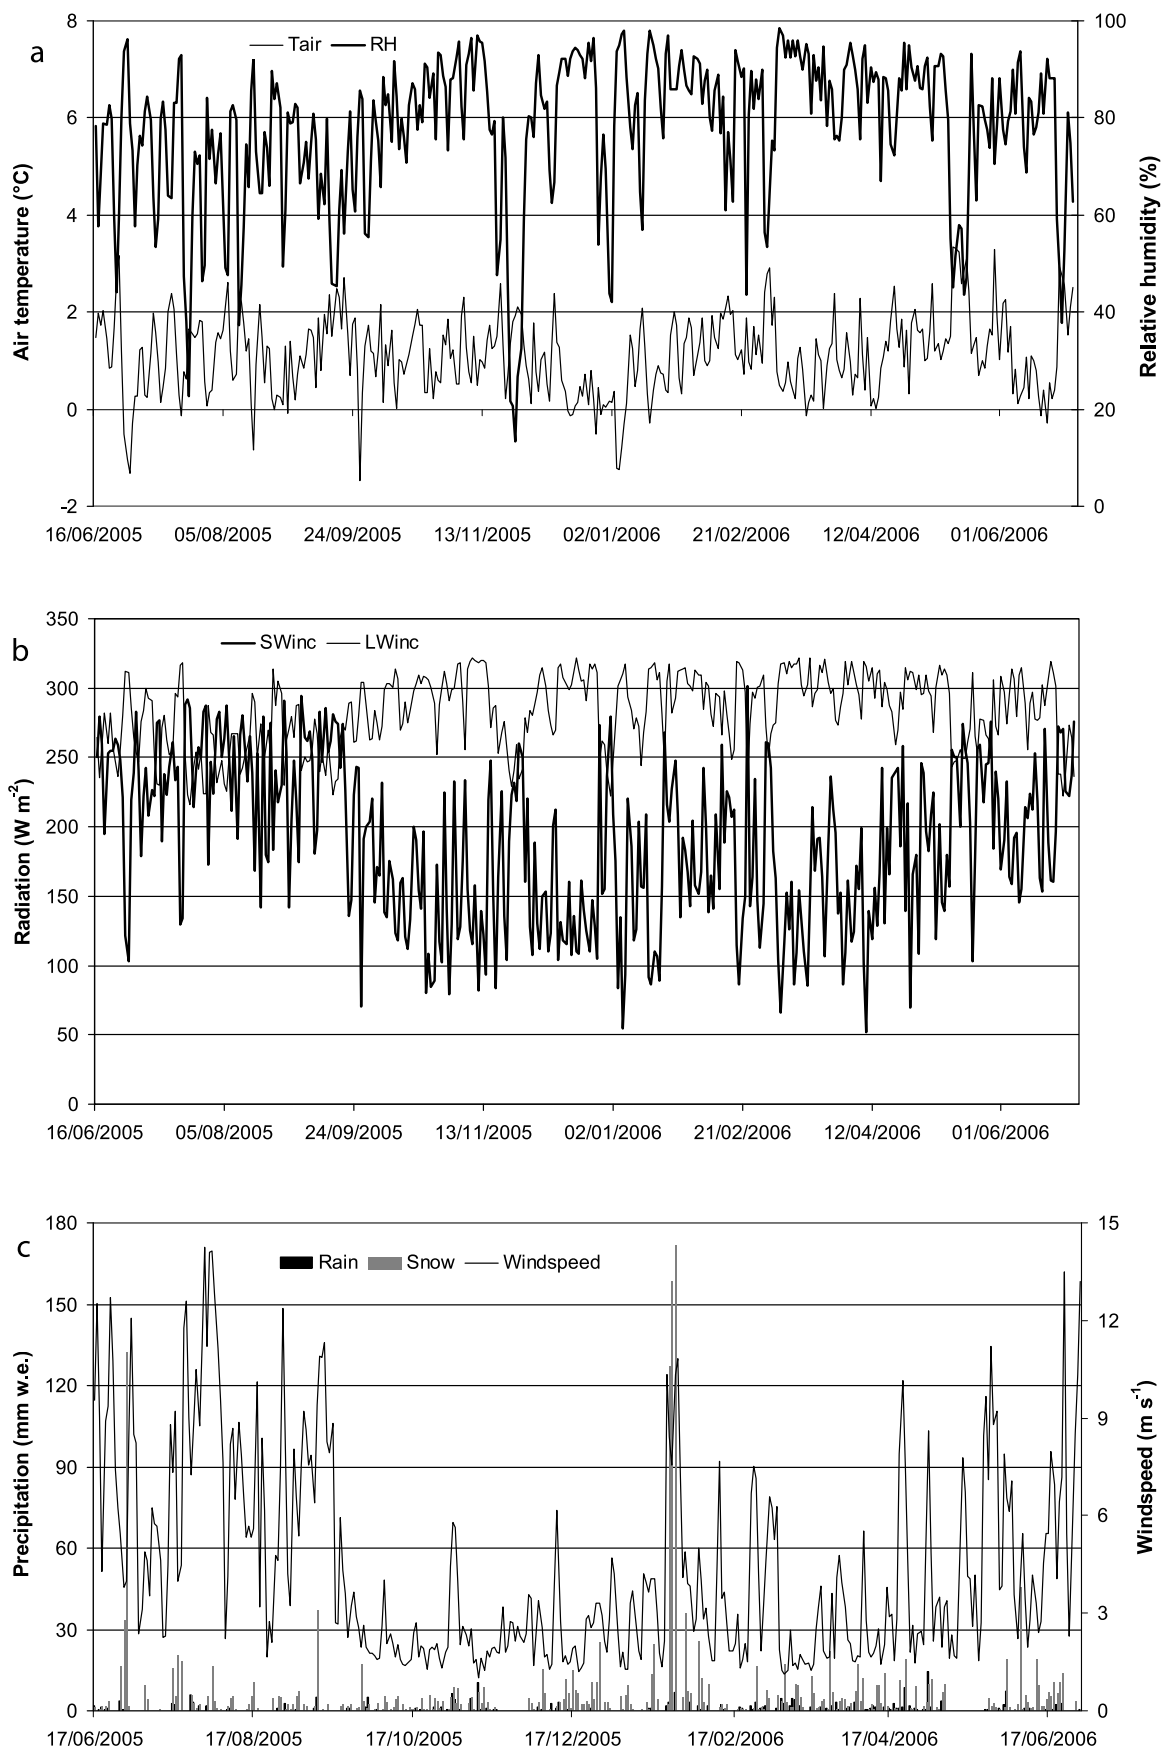 a
Tair RH
Air temperature (°C)
8
6
4
2
0
-2
Relative humidity (%)
100
80
60
40
20
0
16/06/2005 05/08/2005 24/09/2005 13/11/2005 02/01/2006 21/02/2006 12/04/2006 01/06/2006
b
SWinc LWinc
Radiation (W m-2)
350
300
250
200
150
100
50
0
16/06/2005 05/08/2005 24/09/2005 13/11/2005 02/01/2006 21/02/2006 12/04/2006 01/06/2006
c
Rain Snow Windspeed
Precipitation (mm w.e.)
180
150
120
90
60
30
0
Windspeed (m s-1)
15
12
9
6
3
0
17/06/2005 17/08/2005 17/10/2005 17/12/2005 17/02/2006 17/04/2006 17/06/2006